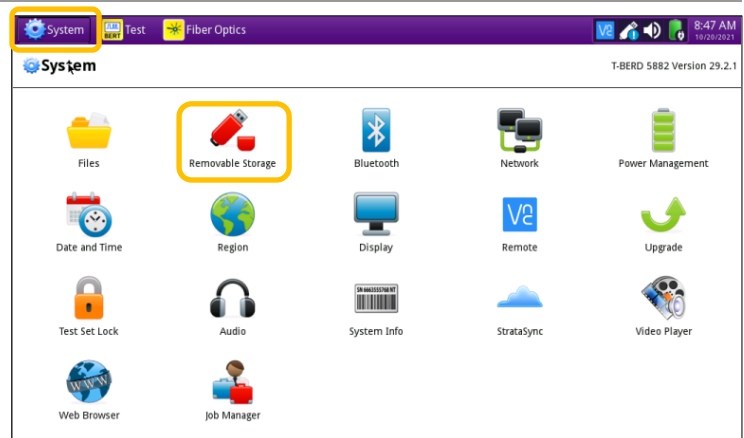 System Test Fiber Optics 8:47 AM
10/20/2021
System T-BERD 5882 Version 29.2.1
Files Removable Storage Bluetooth Network Power Management
Date and Time Region Display Remote Upgrade
Test Set Lock Audio System Info StrataSync Video Player
WWW
Web Browser Job Manager